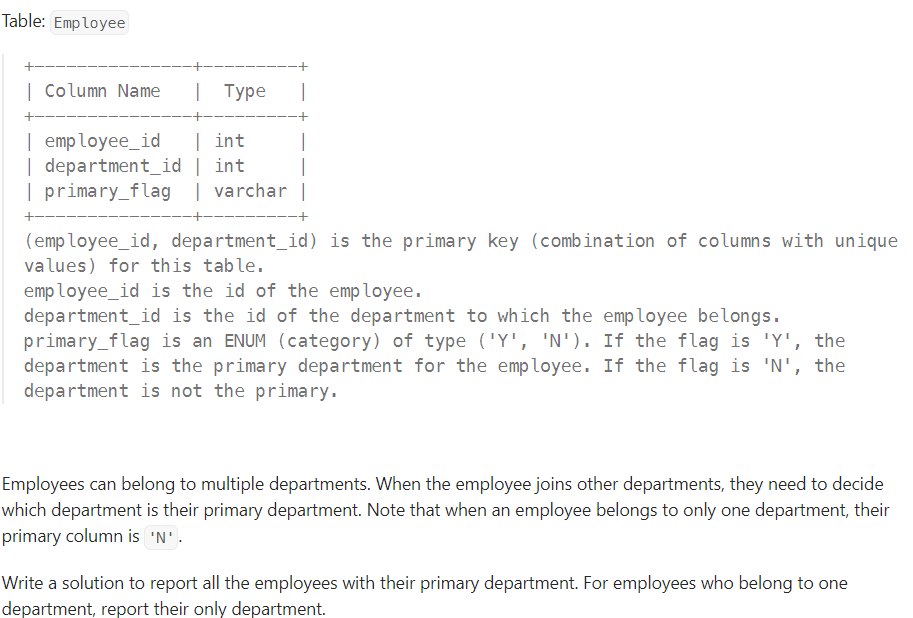 Table: Employee
+---------------+---------+
| Column Name   |  Type   |
+---------------+---------+
| employee_id   | int     |
| department_id | int     |
| primary_flag  | varchar |
+---------------+---------+
(employee_id, department_id) is the primary key (combination of columns with unique
values) for this table.
employee_id is the id of the employee.
department_id is the id of the department to which the employee belongs.
primary_flag is an ENUM (category) of type ('Y', 'N'). If the flag is 'Y', the
department is the primary department for the employee. If the flag is 'N', the
department is not the primary.
Employees can belong to multiple departments. When the employee joins other departments, they need to decide
which department is their primary department. Note that when an employee belongs to only one department, their
primary column is 'N'.
Write a solution to report all the employees with their primary department. For employees who belong to one
department, report their only department.